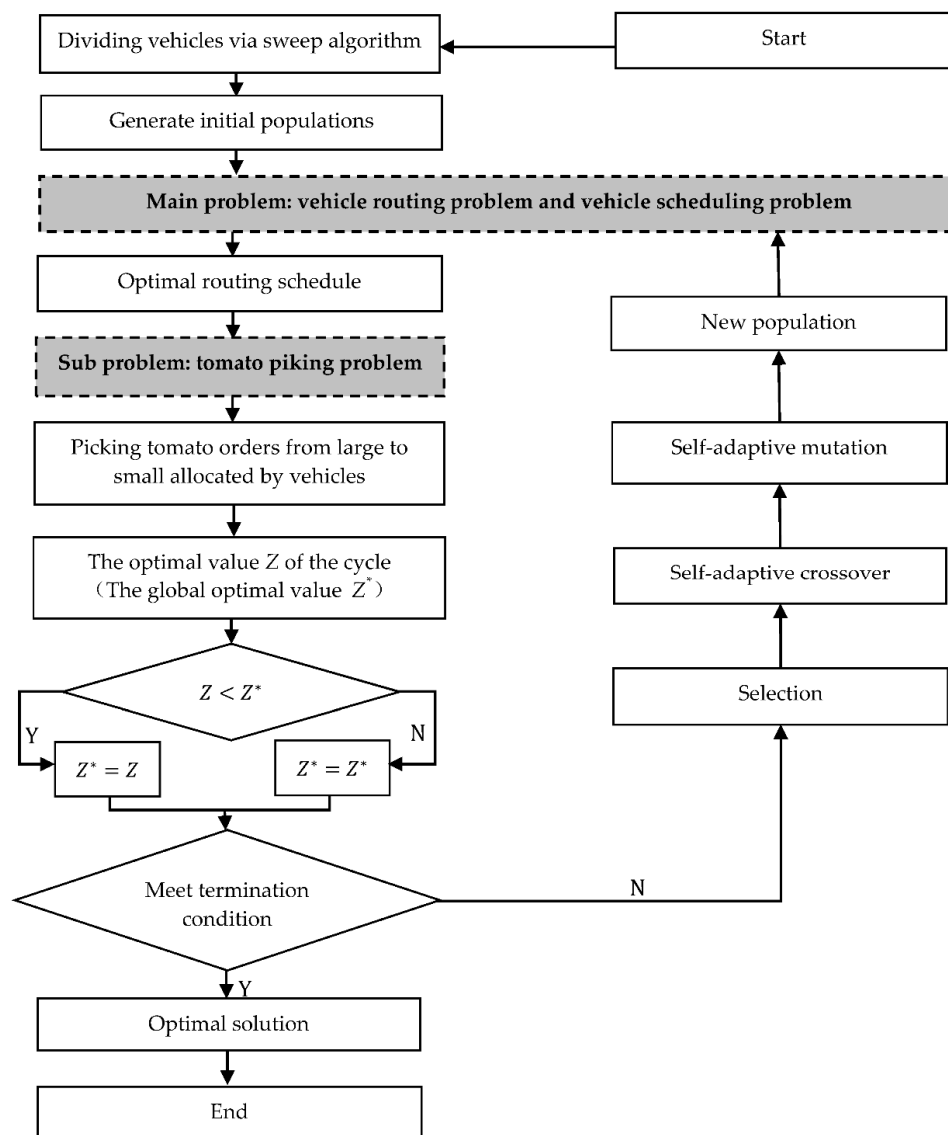 Dividing vehicles via sweep algorithm
Start
Generate initial populations
Main problem: vehicle routing problem and vehicle scheduling problem
Optimal routing schedule
New population
Sub problem: tomato piking problem
Picking tomato orders from large to
small allocated by vehicles
Self-adaptive mutation
The optimal value Z of the cycle
（The global optimal value Z*）
Self-adaptive crossover
Z < Z*
Selection
Y
N
Z* = Z
Z* = Z*
Meet termination
condition
N
Y
Optimal solution
End